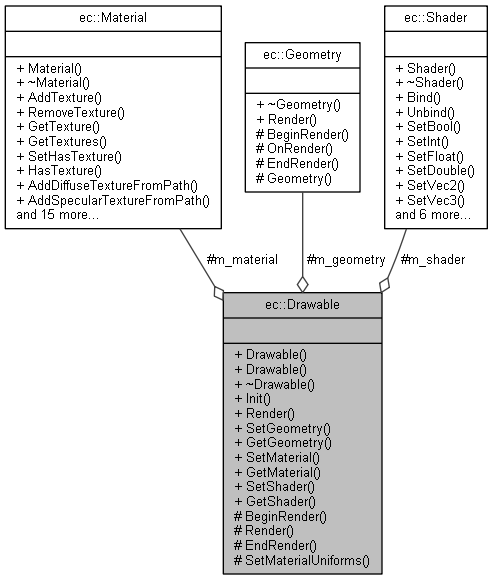 ec::Material
+ Material()
+ ~Material()
+ AddTexture()
+ RemoveTexture()
+ GetTexture()
+ GetTextures()
+ SetHasTexture()
+ HasTexture()
+ AddDiffuseTextureFromPath()
+ AddSpecularTextureFromPath()
and 15 more...
ec::Geometry
+ ~Geometry()
+ Render()
# BeginRender()
# OnRender()
# EndRender()
# Geometry()
ec::Shader
+ Shader()
+ ~Shader()
+ Bind()
+ Unbind()
+ SetBool()
+ SetInt()
+ SetFloat()
+ SetDouble()
+ SetVec2()
+ SetVec3()
and 6 more...
#m_material
#m_geometry
#m_shader
ec::Drawable
+ Drawable()
+ Drawable()
+ ~Drawable()
+ Init()
+ Render()
+ SetGeometry()
+ GetGeometry()
+ SetMaterial()
+ GetMaterial()
+ SetShader()
+ GetShader()
# BeginRender()
# Render()
# EndRender()
# SetMaterialUniforms()